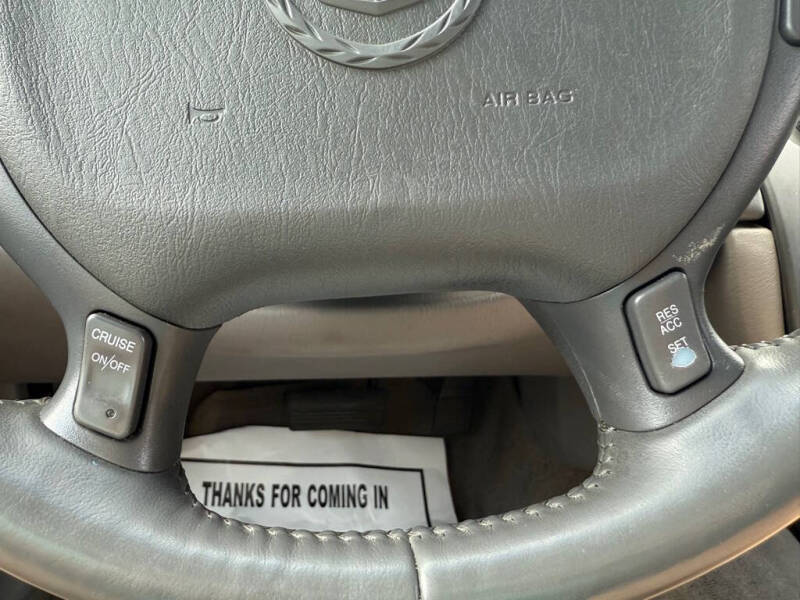 AIR BAG
CRUISE
ON/OFF
RES
ACC
SET
THANKS FOR COMING IN